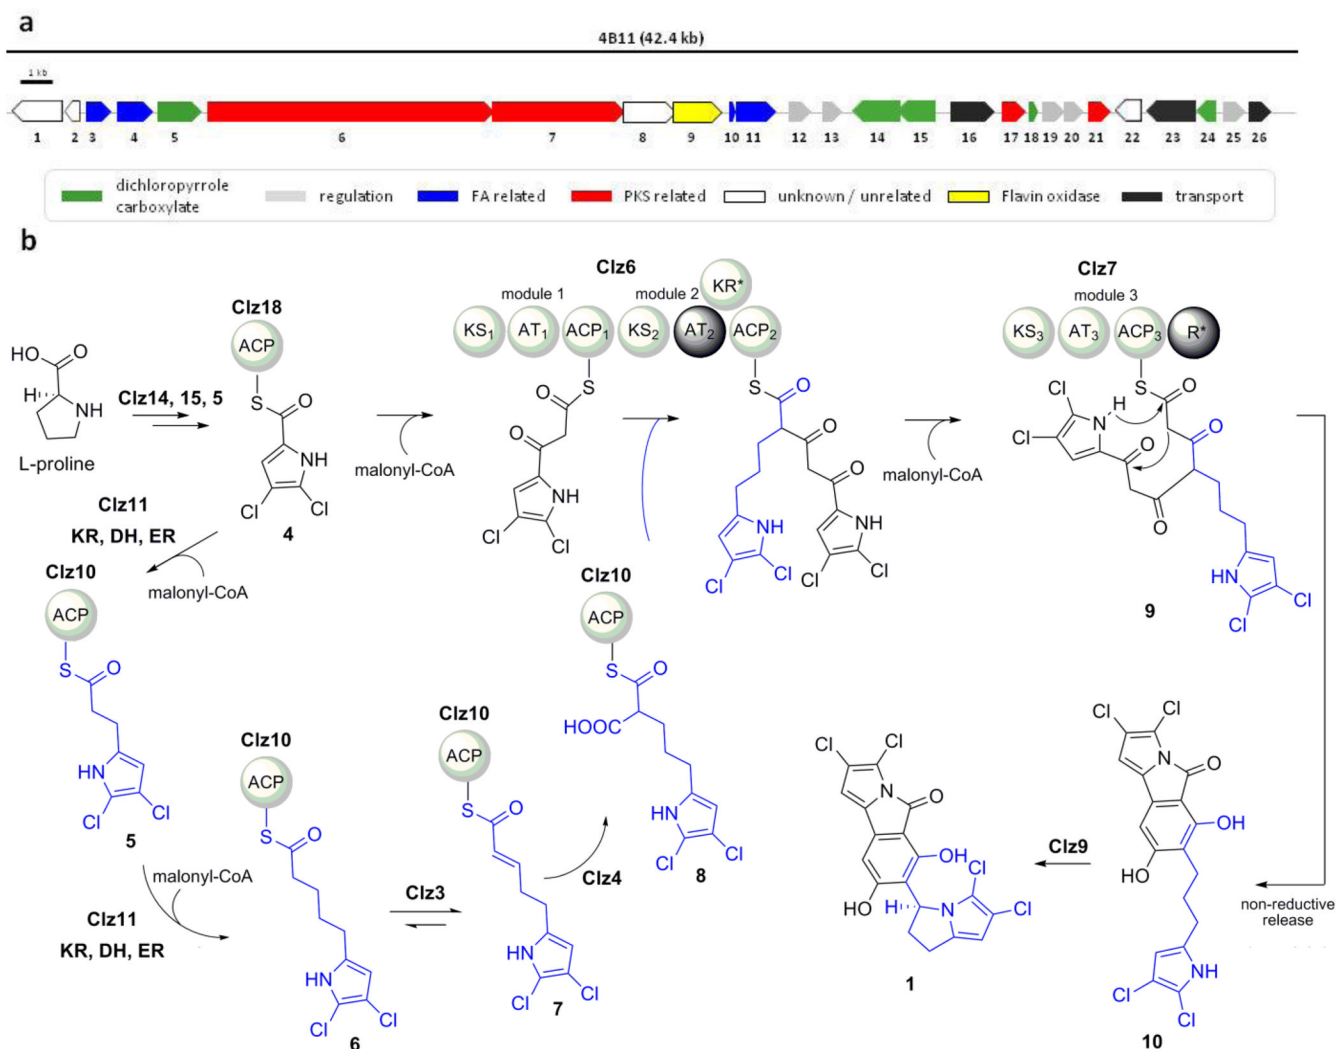 a
4B11 (42.4 kb)
1 kb
1 2 3 4 5 6 7 8 9 10 11 12 13 14 15 16 17 18 19 20 21 22 23 24 25 26
dichloropyrrole carboxylate
regulation
FA related
PKS related
unknown / unrelated
Flavin oxidase
transport
b
HO
O
H
NH
L-proline
Clz14, 15, 5
Clz18
ACP
S
O
NH
Cl
Cl
4
malonyl-CoA
Clz6
module 1
module 2
KR*
KS1
AT1
ACP1
KS2
AT2
ACP2
S
O
O
NH
Cl
Cl
S
O
O
O
NH
Cl
Cl
NH
Cl
Cl
malonyl-CoA
Clz7
module 3
KS3
AT3
ACP3
R*
S
O
Cl
Cl
N
H
O
O
O
HN
Cl
Cl
9
Clz11
KR, DH, ER
malonyl-CoA
Clz10
ACP
S
O
HN
Cl
Cl
5
malonyl-CoA
Clz11
KR, DH, ER
Clz10
ACP
S
O
HN
Cl
Cl
6
Clz3
Clz10
ACP
S
O
HN
Cl
Cl
7
Clz4
Clz10
ACP
S
O
HOOC
HN
Cl
Cl
8
non-reductive
release
Cl
Cl
N
O
OH
HO
NH
Cl
Cl
10
Clz9
Cl
Cl
N
O
OH
Cl
HO
H
N
Cl
1